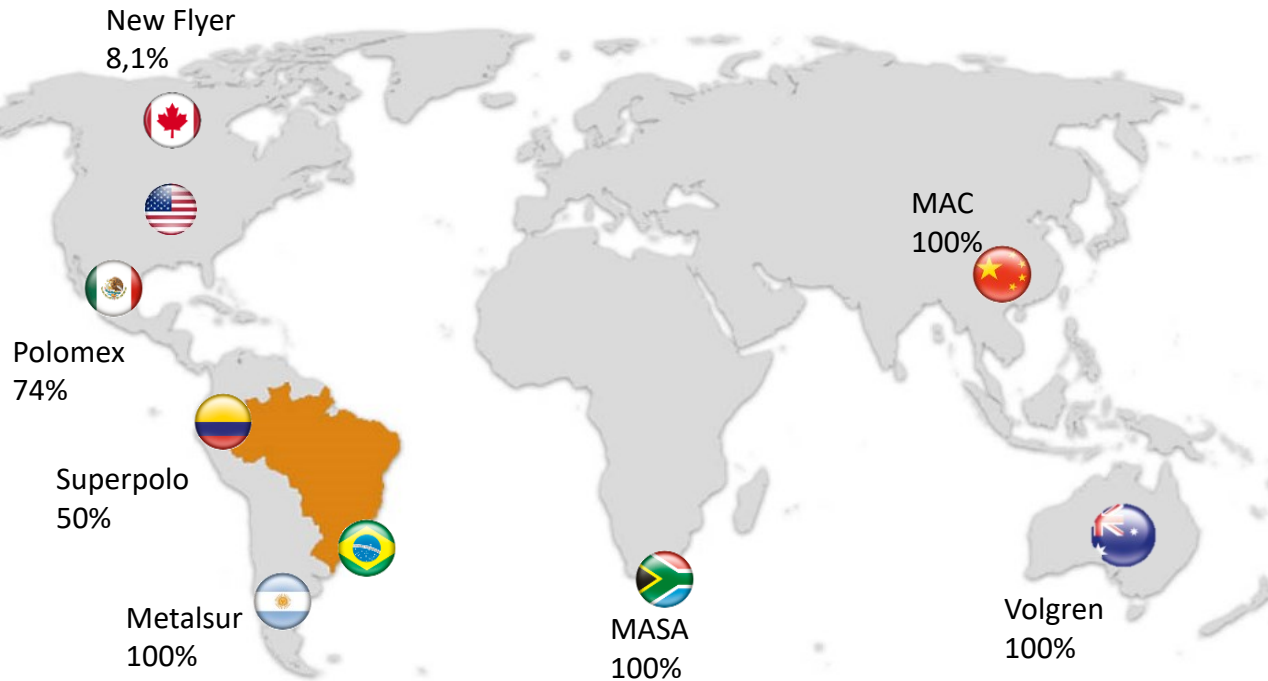 New Flyer
8,1%
MAC
100%
Polomex
74%
Superpolo
50%
Metalsur
100%
MASA
100%
Volgren
100%